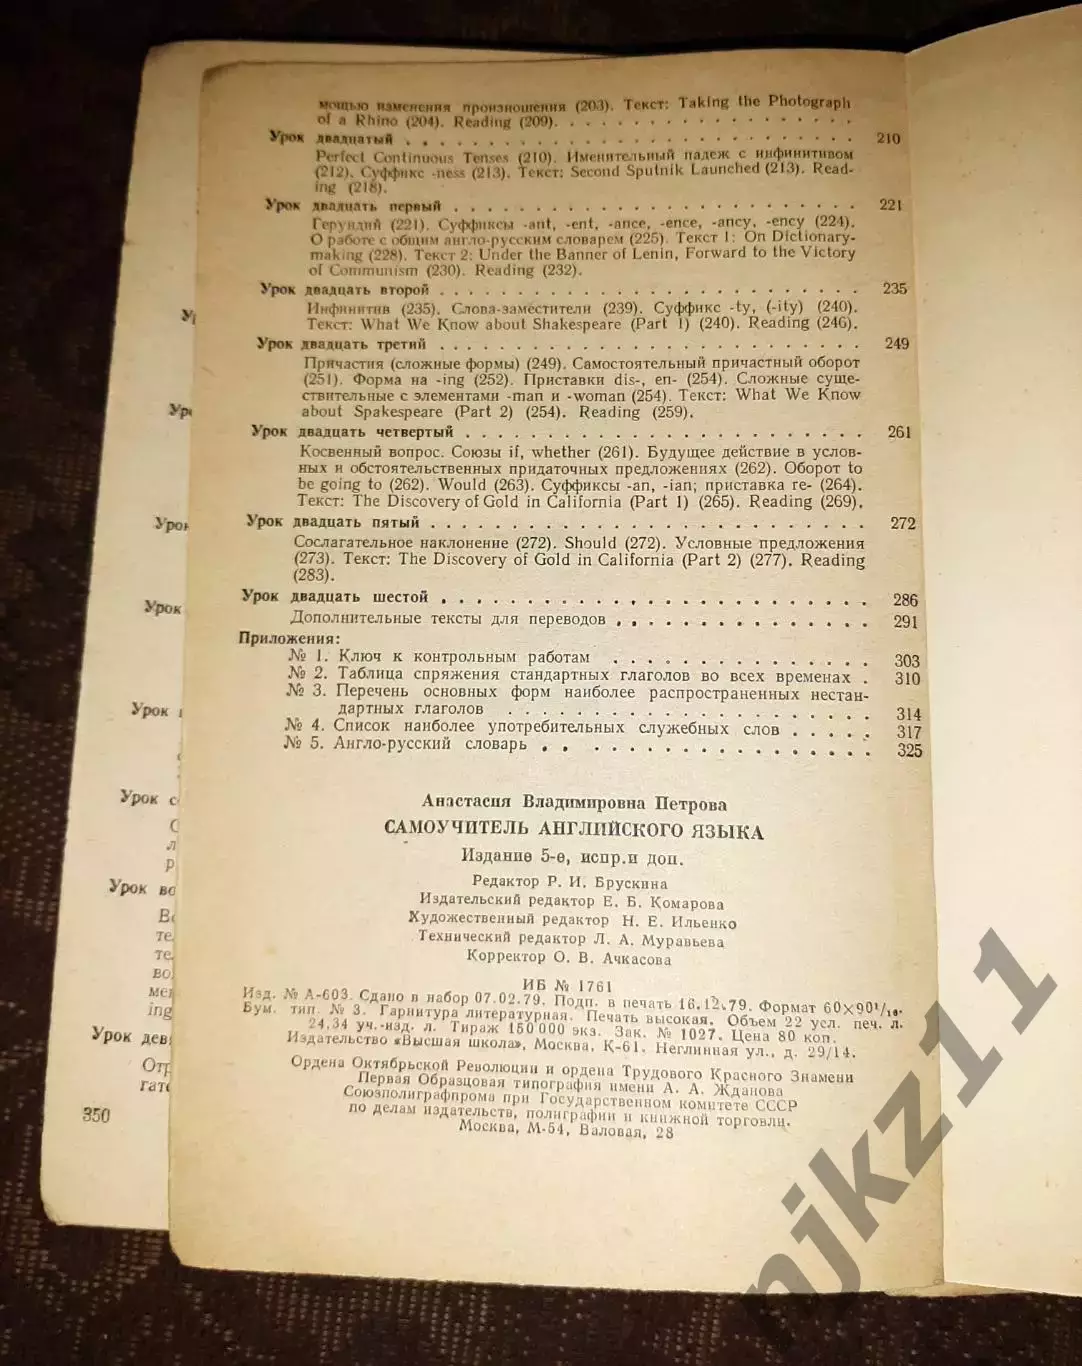 мощью изменения произношения (203). Текст: Taking the Photograph
of a Rhino (204). Reading (209).
Урок двадцатый 210
Perfect Continuous Tenses (210). Именительный падеж с инфинитивом
(212). Суффикс -ness (213). Текст: Second Sputnik Launched (213). Read-
ing (218).
Урок двадцать первый 221
Герундий (221). Суффиксы -ant, -ent, -ance, -ence, -ancy, -ency (224).
О работе с общим англо-русским словарем (225). Текст 1: On Dictionary-
making (228). Текст 2: Under the Banner of Lenin, Forward to the Victory
of Communism (230). Reading (232).
Урок двадцать второй 235
Инфинитив (235). Слова-заместители (239). Суффикс -ty, (-ity) (240).
Текст: What We Know about Shakespeare (Part 1) (240). Reading (246).
Урок двадцать третий 249
Причастия (сложные формы) (249). Самостоятельный причастный оборот
(251). Форма на -ing (252). Приставки dis-, en- (254). Сложные суще-
ствительные с элементами -man и -woman (254). Текст: What We Know
about Spakespeare (Part 2) (254). Reading (259).
Урок двадцать четвертый 261
Косвенный вопрос. Союзы if, whether (261). Будущее действие в услов-
ных и обстоятельственных придаточных предложениях (262). Оборот to
be going to (262). Would (263). Суффиксы -an, -ian; приставка re- (264).
Текст: The Discovery of Gold in California (Part 1) (265). Reading (269).
Урок двадцать пятый 272
Сослагательное наклонение (272). Should (272). Условные предложения
(273). Текст: The Discovery of Gold in California (Part 2) (277). Reading
(283).
Урок двадцать шестой 286
Дополнительные тексты для переводов 291
Приложения:
№ 1. Ключ к контрольным работам 303
№ 2. Таблица спряжения стандартных глаголов во всех временах . 310
№ 3. Перечень основных форм наиболее распространенных нестан-
дартных глаголов 314
№ 4. Список наиболее употребительных служебных слов 317
№ 5. Англо-русский словарь 325
Анастасия Владимировна Петрова
САМОУЧИТЕЛЬ АНГЛИЙСКОГО ЯЗЫКА
Издание 5-е, испр.и доп.
Редактор Р. И. Брускина
Издательский редактор Е. Б. Комарова
Художественный редактор Н. Е. Ильенко
Технический редактор Л. А. Муравьева
Корректор О. В. Ачкасова
ИБ № 1761
Изд. № А-603. Сдано в набор 07.02.79. Подп. в печать 16.12.79. Формат 60×90¹/₁₆.
Бум. тип. № 3. Гарнитура литературная. Печать высокая. Объем 22 усл. печ. л.
24,34 уч.-изд. л. Тираж 150 000 экз. Зак. № 1027. Цена 80 коп.
Издательство «Высшая школа», Москва, К-61, Неглинная ул., д. 29/14.
Ордена Октябрьской Революции и ордена Трудового Красного Знамени
Первая Образцовая типография имени А. А. Жданова
Союзполиграфпрома при Государственном комитете СССР
по делам издательств, полиграфии и книжной торговли.
Москва, М-54, Валовая, 28
Урок
Урок
Урок с
Урок во
Урок дев
350
njkz11